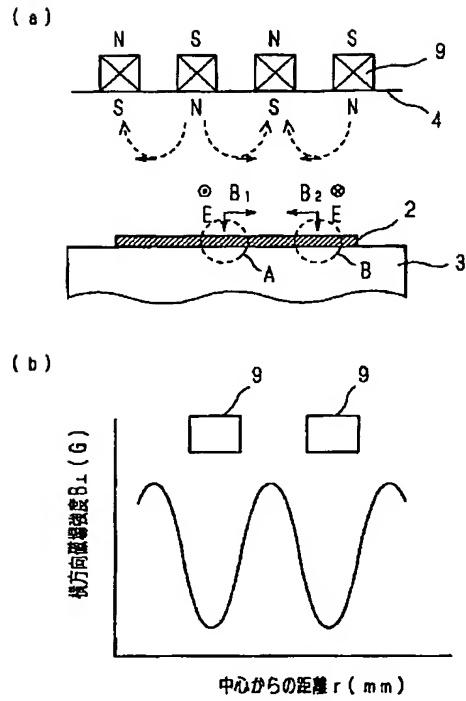 (a)
N S N S
9
S N S N
4
⊙ B₁ B₂ ⊗
E E
2
A B
3
(b)
9 9
横方向磁場強度B⊥(G)
中心からの距離r(mm)